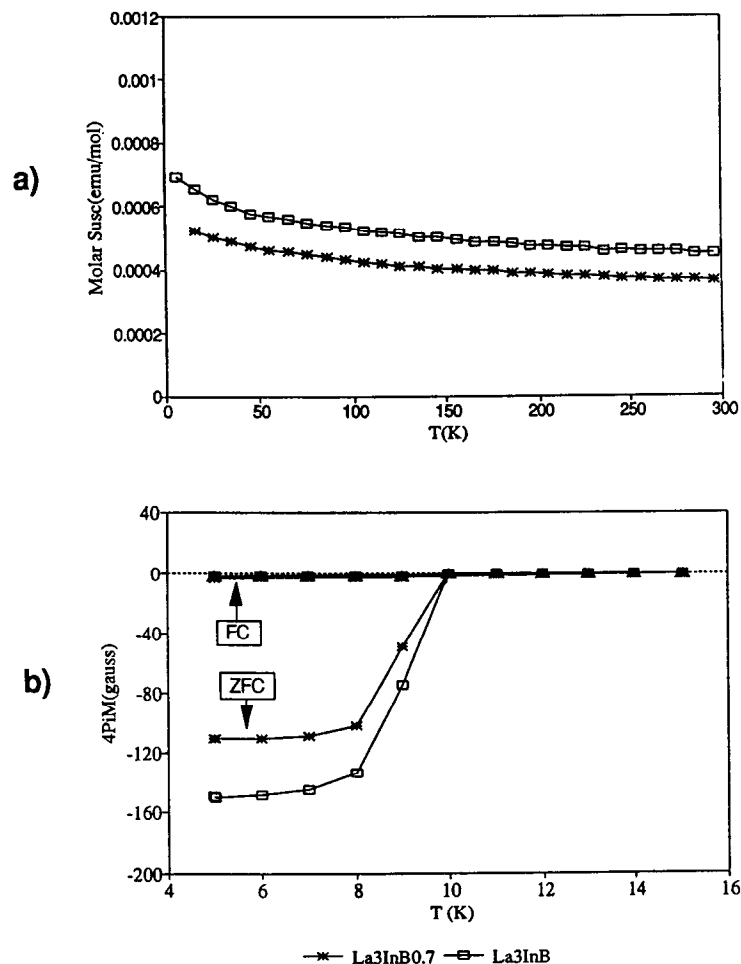 a)
Molar Susc(emu/mol)
0.0012
0.001
0.0008
0.0006
0.0004
0.0002
0
0 50 100 150 200 250 300
T(K)
b)
4PiM(gauss)
40
0
-40
-80
-120
-160
-200
FC
ZFC
4 6 8 10 12 14 16
T (K)
La3InB0.7 La3InB